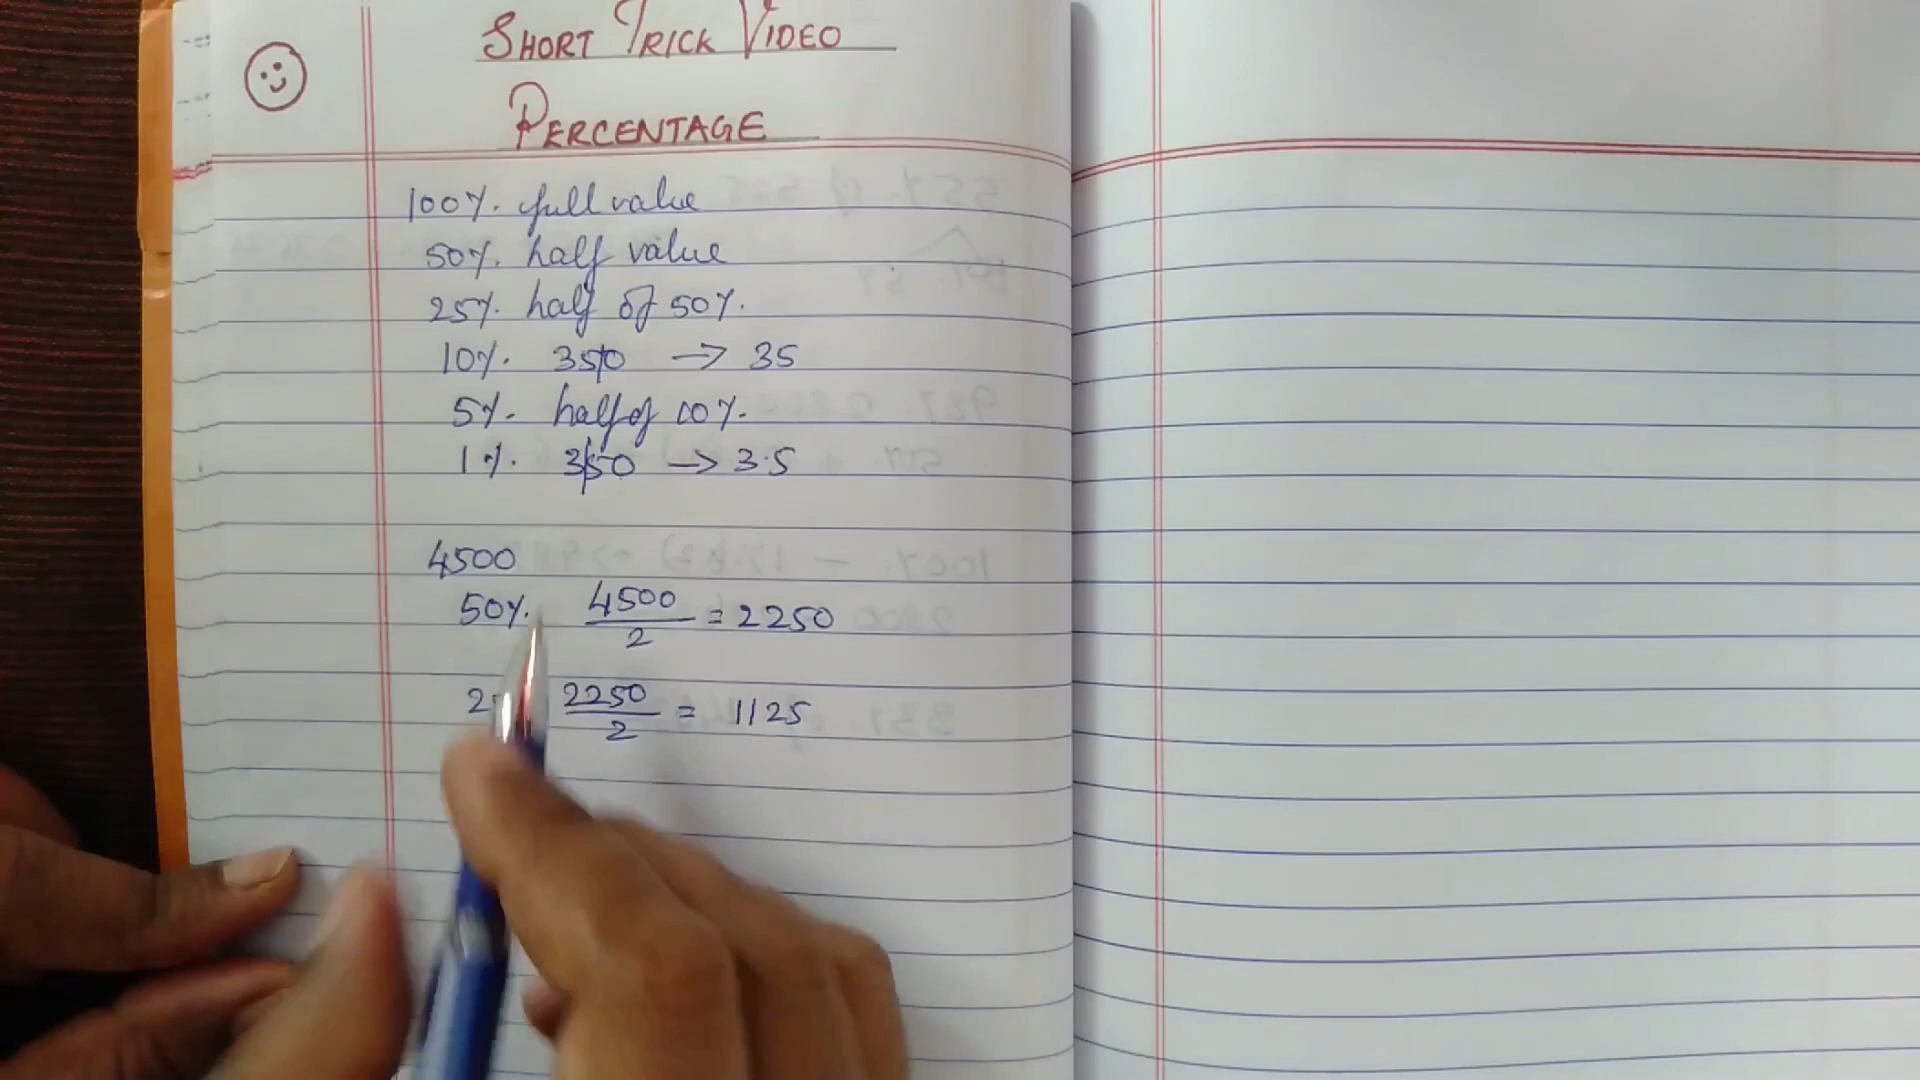 SHORT TRICK VIDEO
PERCENTAGE
100%. full value
50%. half value
25%. half of 50%.
10%. 350 → 35
5%. half of 10%.
1%. 350 → 3.5
4500
50%. 4500/2 = 2250
2250/2 = 1125